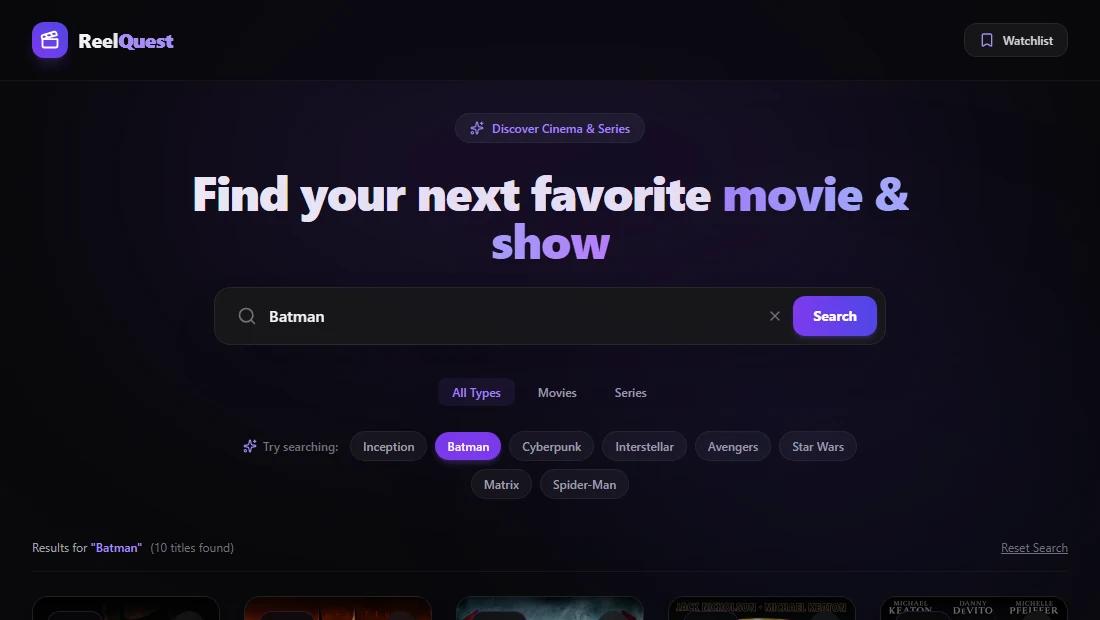 ReelQuest
Watchlist
Discover Cinema & Series
Find your next favorite movie &
show
Batman
Search
All Types Movies Series
Try searching: Inception Batman Cyberpunk Interstellar Avengers Star Wars
Matrix Spider-Man
Results for "Batman" (10 titles found)
Reset Search
JACK NICHOLSON · MICHAEL KEATON
MICHAEL KEATON DANNY DEVITO MICHELLE PFEIFFER